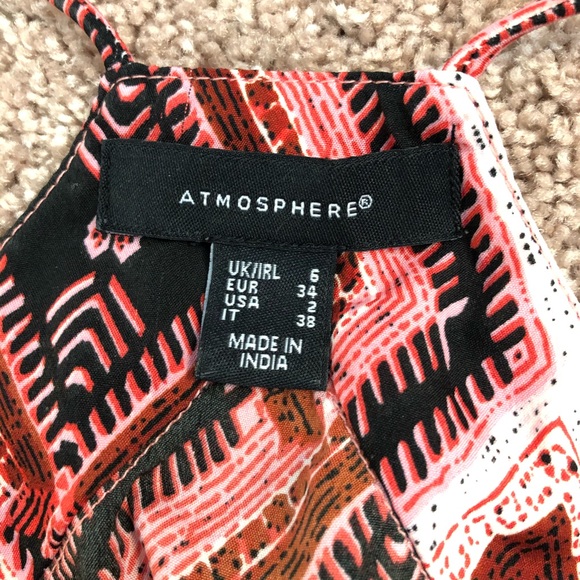 ATMOSPHERE®
UK/IRL 6
EUR 34
USA 2
IT 38
MADE IN
INDIA